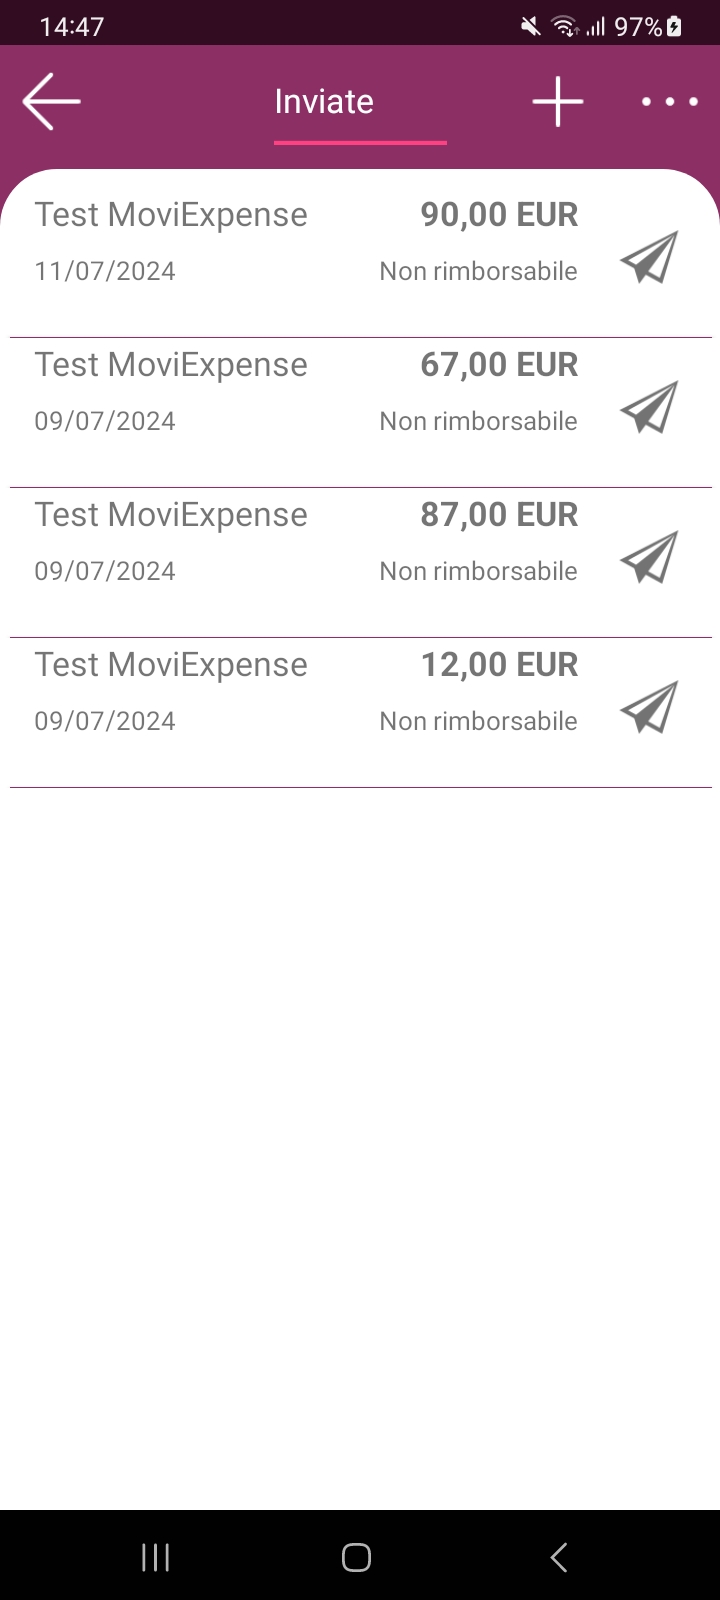 14:47 97%
Inviate
Test MoviExpense 90,00 EUR
11/07/2024 Non rimborsabile
Test MoviExpense 67,00 EUR
09/07/2024 Non rimborsabile
Test MoviExpense 87,00 EUR
09/07/2024 Non rimborsabile
Test MoviExpense 12,00 EUR
09/07/2024 Non rimborsabile